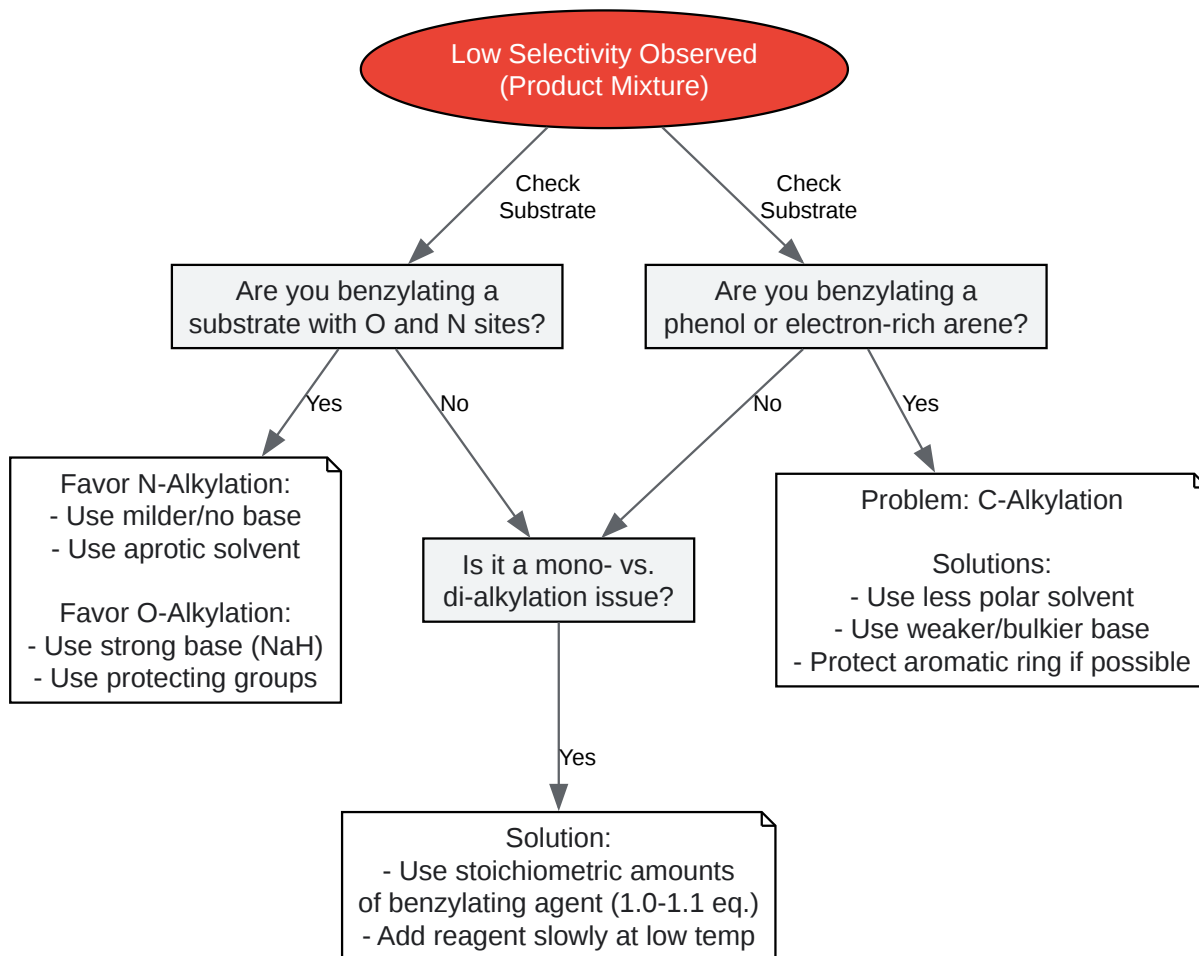 Low Selectivity Observed
(Product Mixture)
Check
Substrate
Check
Substrate
Are you benzylating a
substrate with O and N sites?
Are you benzylating a
phenol or electron-rich arene?
Yes
No
No
Yes
Favor N-Alkylation:
- Use milder/no base
- Use aprotic solvent
Favor O-Alkylation:
- Use strong base (NaH)
- Use protecting groups
Is it a mono- vs.
di-alkylation issue?
Problem: C-Alkylation
Solutions:
- Use less polar solvent
- Use weaker/bulkier base
- Protect aromatic ring if possible
Yes
Solution:
- Use stoichiometric amounts
of benzylating agent (1.0-1.1 eq.)
- Add reagent slowly at low temp